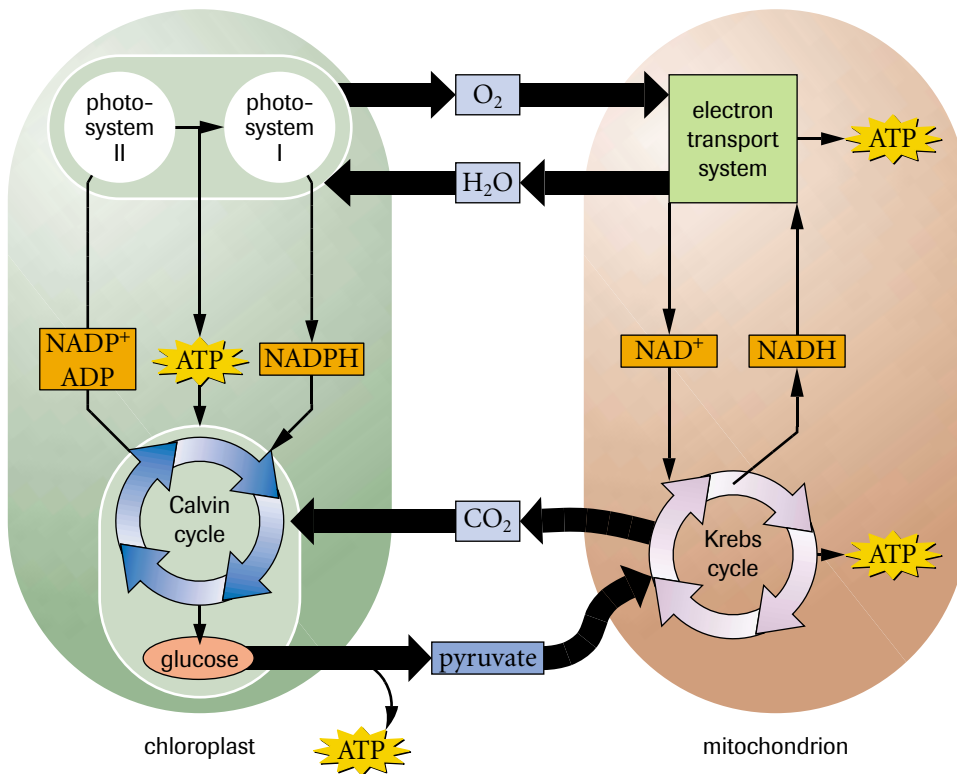 photo-
system
II
photo-
system
I
O₂
H₂O
electron
transport
system
ATP
NADP⁺
ADP
ATP
NADPH
NAD⁺
NADH
Calvin
cycle
CO₂
Krebs
cycle
ATP
glucose
pyruvate
ATP
chloroplast
mitochondrion